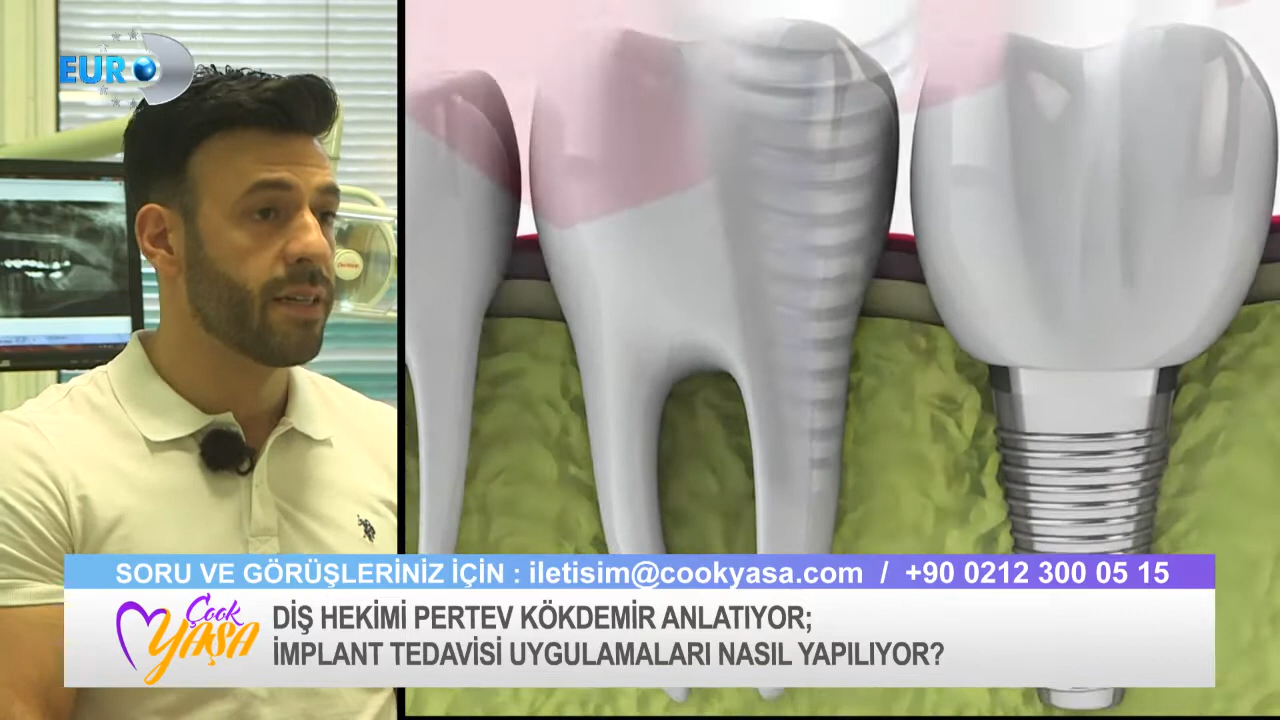 EURO
SORU VE GÖRÜŞLERİNİZ İÇİN : iletisim@cookyasa.com / +90 0212 300 05 15
Çook
YAŞA
DİŞ HEKİMİ PERTEV KÖKDEMİR ANLATIYOR;
İMPLANT TEDAVİSİ UYGULAMALARI NASIL YAPILIYOR?